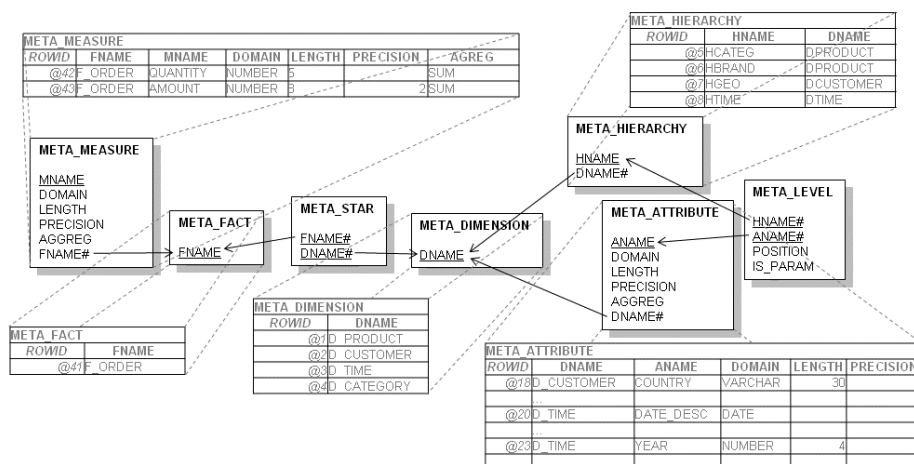 META_MEASURE
ROWID FNAME MNAME DOMAIN LENGTH PRECISION AGREG
@42 F_ORDER QUANTITY NUMBER 5 SUM
@43 F_ORDER AMOUNT NUMBER 8 2 SUM
META_HIERARCHY
ROWID HNAME DNAME
@5 HCATEG DPRODUCT
@6 HBRAND DPRODUCT
@7 HGEO DCUSTOMER
@8 HTIME DTIME
META_MEASURE
MNAME
DOMAIN
LENGTH
PRECISION
AGGREG
FNAME#
META_FACT
FNAME
META_STAR
FNAME#
DNAME#
META_DIMENSION
DNAME
META_HIERARCHY
HNAME
DNAME#
META_ATTRIBUTE
ANAME
DOMAIN
LENGTH
PRECISION
AGGREG
DNAME#
META_LEVEL
HNAME#
ANAME#
POSITION
IS_PARAM
META_FACT
ROWID FNAME
@41 F_ORDER
META_DIMENSION
ROWID DNAME
@1 D_PRODUCT
@2 D_CUSTOMER
@3 D_TIME
@4 D_CATEGORY
META_ATTRIBUTE
ROWID DNAME ANAME DOMAIN LENGTH PRECISION
@18 D_CUSTOMER COUNTRY VARCHAR 30
...
@20 D_TIME DATE_DESC DATE
...
@23 D_TIME YEAR NUMBER 4